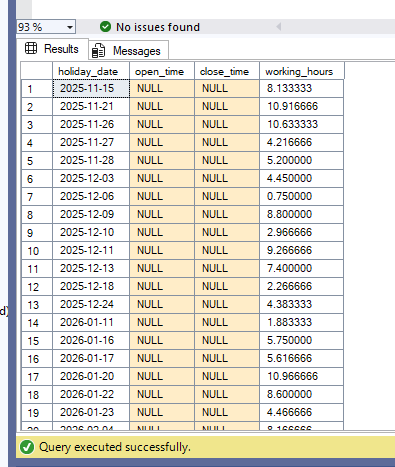 93 %
No issues found
Results
Messages
holiday_date open_time close_time working_hours
1 2025-11-15 NULL NULL 8.133333
2 2025-11-21 NULL NULL 10.916666
3 2025-11-26 NULL NULL 10.633333
4 2025-11-27 NULL NULL 4.216666
5 2025-11-28 NULL NULL 5.200000
6 2025-12-03 NULL NULL 4.450000
7 2025-12-06 NULL NULL 0.750000
8 2025-12-09 NULL NULL 8.800000
9 2025-12-10 NULL NULL 2.966666
10 2025-12-11 NULL NULL 9.266666
11 2025-12-13 NULL NULL 7.400000
12 2025-12-18 NULL NULL 2.266666
13 2025-12-24 NULL NULL 4.383333
14 2026-01-11 NULL NULL 1.883333
15 2026-01-16 NULL NULL 5.750000
16 2026-01-17 NULL NULL 5.616666
17 2026-01-20 NULL NULL 10.966666
18 2026-01-22 NULL NULL 8.600000
19 2026-01-23 NULL NULL 4.466666
Query executed successfully.